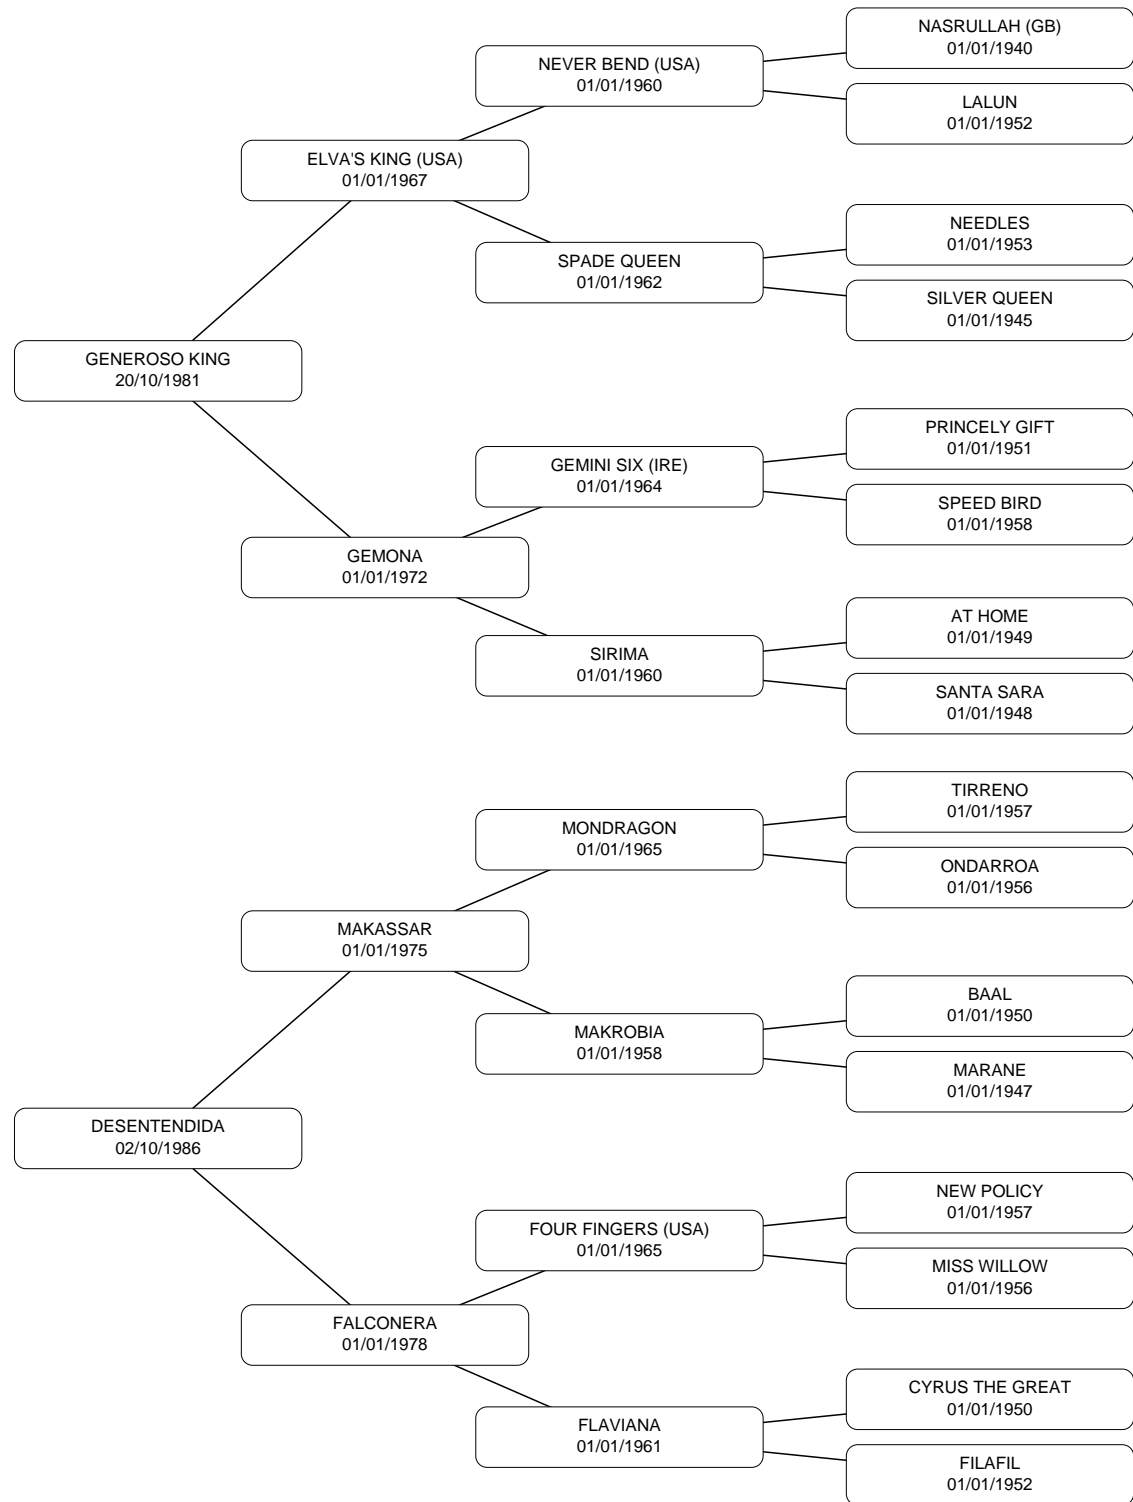 NASRULLAH (GB)
01/01/1940
NEVER BEND (USA)
01/01/1960
LALUN
01/01/1952
ELVA'S KING (USA)
01/01/1967
NEEDLES
01/01/1953
SPADE QUEEN
01/01/1962
SILVER QUEEN
01/01/1945
GENEROSO KING
20/10/1981
PRINCELY GIFT
01/01/1951
GEMINI SIX (IRE)
01/01/1964
SPEED BIRD
01/01/1958
GEMONA
01/01/1972
AT HOME
01/01/1949
SIRIMA
01/01/1960
SANTA SARA
01/01/1948
TIRRENO
01/01/1957
MONDRAGON
01/01/1965
ONDARROA
01/01/1956
MAKASSAR
01/01/1975
BAAL
01/01/1950
MAKROBIA
01/01/1958
MARANE
01/01/1947
DESENTENDIDA
02/10/1986
NEW POLICY
01/01/1957
FOUR FINGERS (USA)
01/01/1965
MISS WILLOW
01/01/1956
FALCONERA
01/01/1978
CYRUS THE GREAT
01/01/1950
FLAVIANA
01/01/1961
FILAFIL
01/01/1952